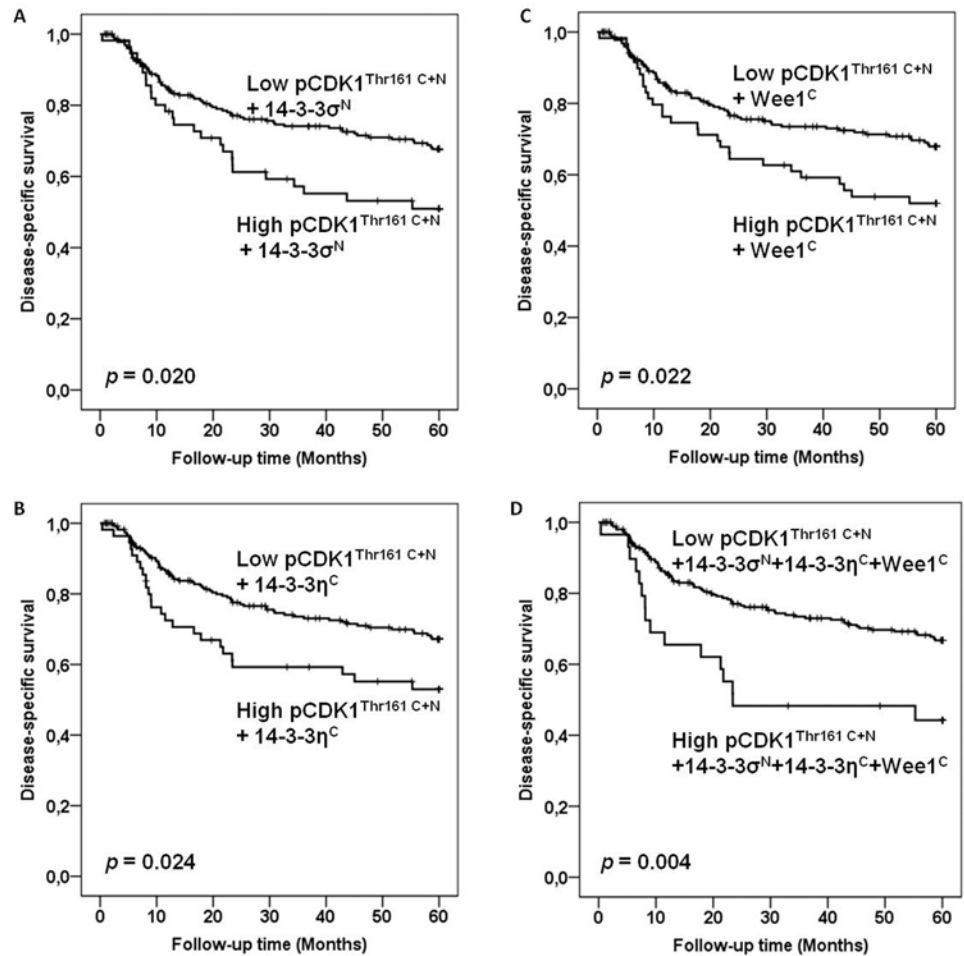 A
Disease-specific survival
1,0
0,8
0,6
0,4
0,2
0,0
Low pCDK1Thr161 C+N
+ 14-3-3σN
High pCDK1Thr161 C+N
+ 14-3-3σN
p = 0.020
0 10 20 30 40 50 60
Follow-up time (Months)
C
Disease-specific survival
1,0
0,8
0,6
0,4
0,2
0,0
Low pCDK1Thr161 C+N
+ Wee1C
High pCDK1Thr161 C+N
+ Wee1C
p = 0.022
0 10 20 30 40 50 60
Follow-up time (Months)
B
Disease-specific survival
1,0
0,8
0,6
0,4
0,2
0,0
Low pCDK1Thr161 C+N
+ 14-3-3ηC
High pCDK1Thr161 C+N
+ 14-3-3ηC
p = 0.024
0 10 20 30 40 50 60
Follow-up time (Months)
D
Disease-specific survival
1,0
0,8
0,6
0,4
0,2
0,0
Low pCDK1Thr161 C+N
+14-3-3σN+14-3-3ηC+Wee1C
High pCDK1Thr161 C+N
+14-3-3σN+14-3-3ηC+Wee1C
p = 0.004
0 10 20 30 40 50 60
Follow-up time (Months)